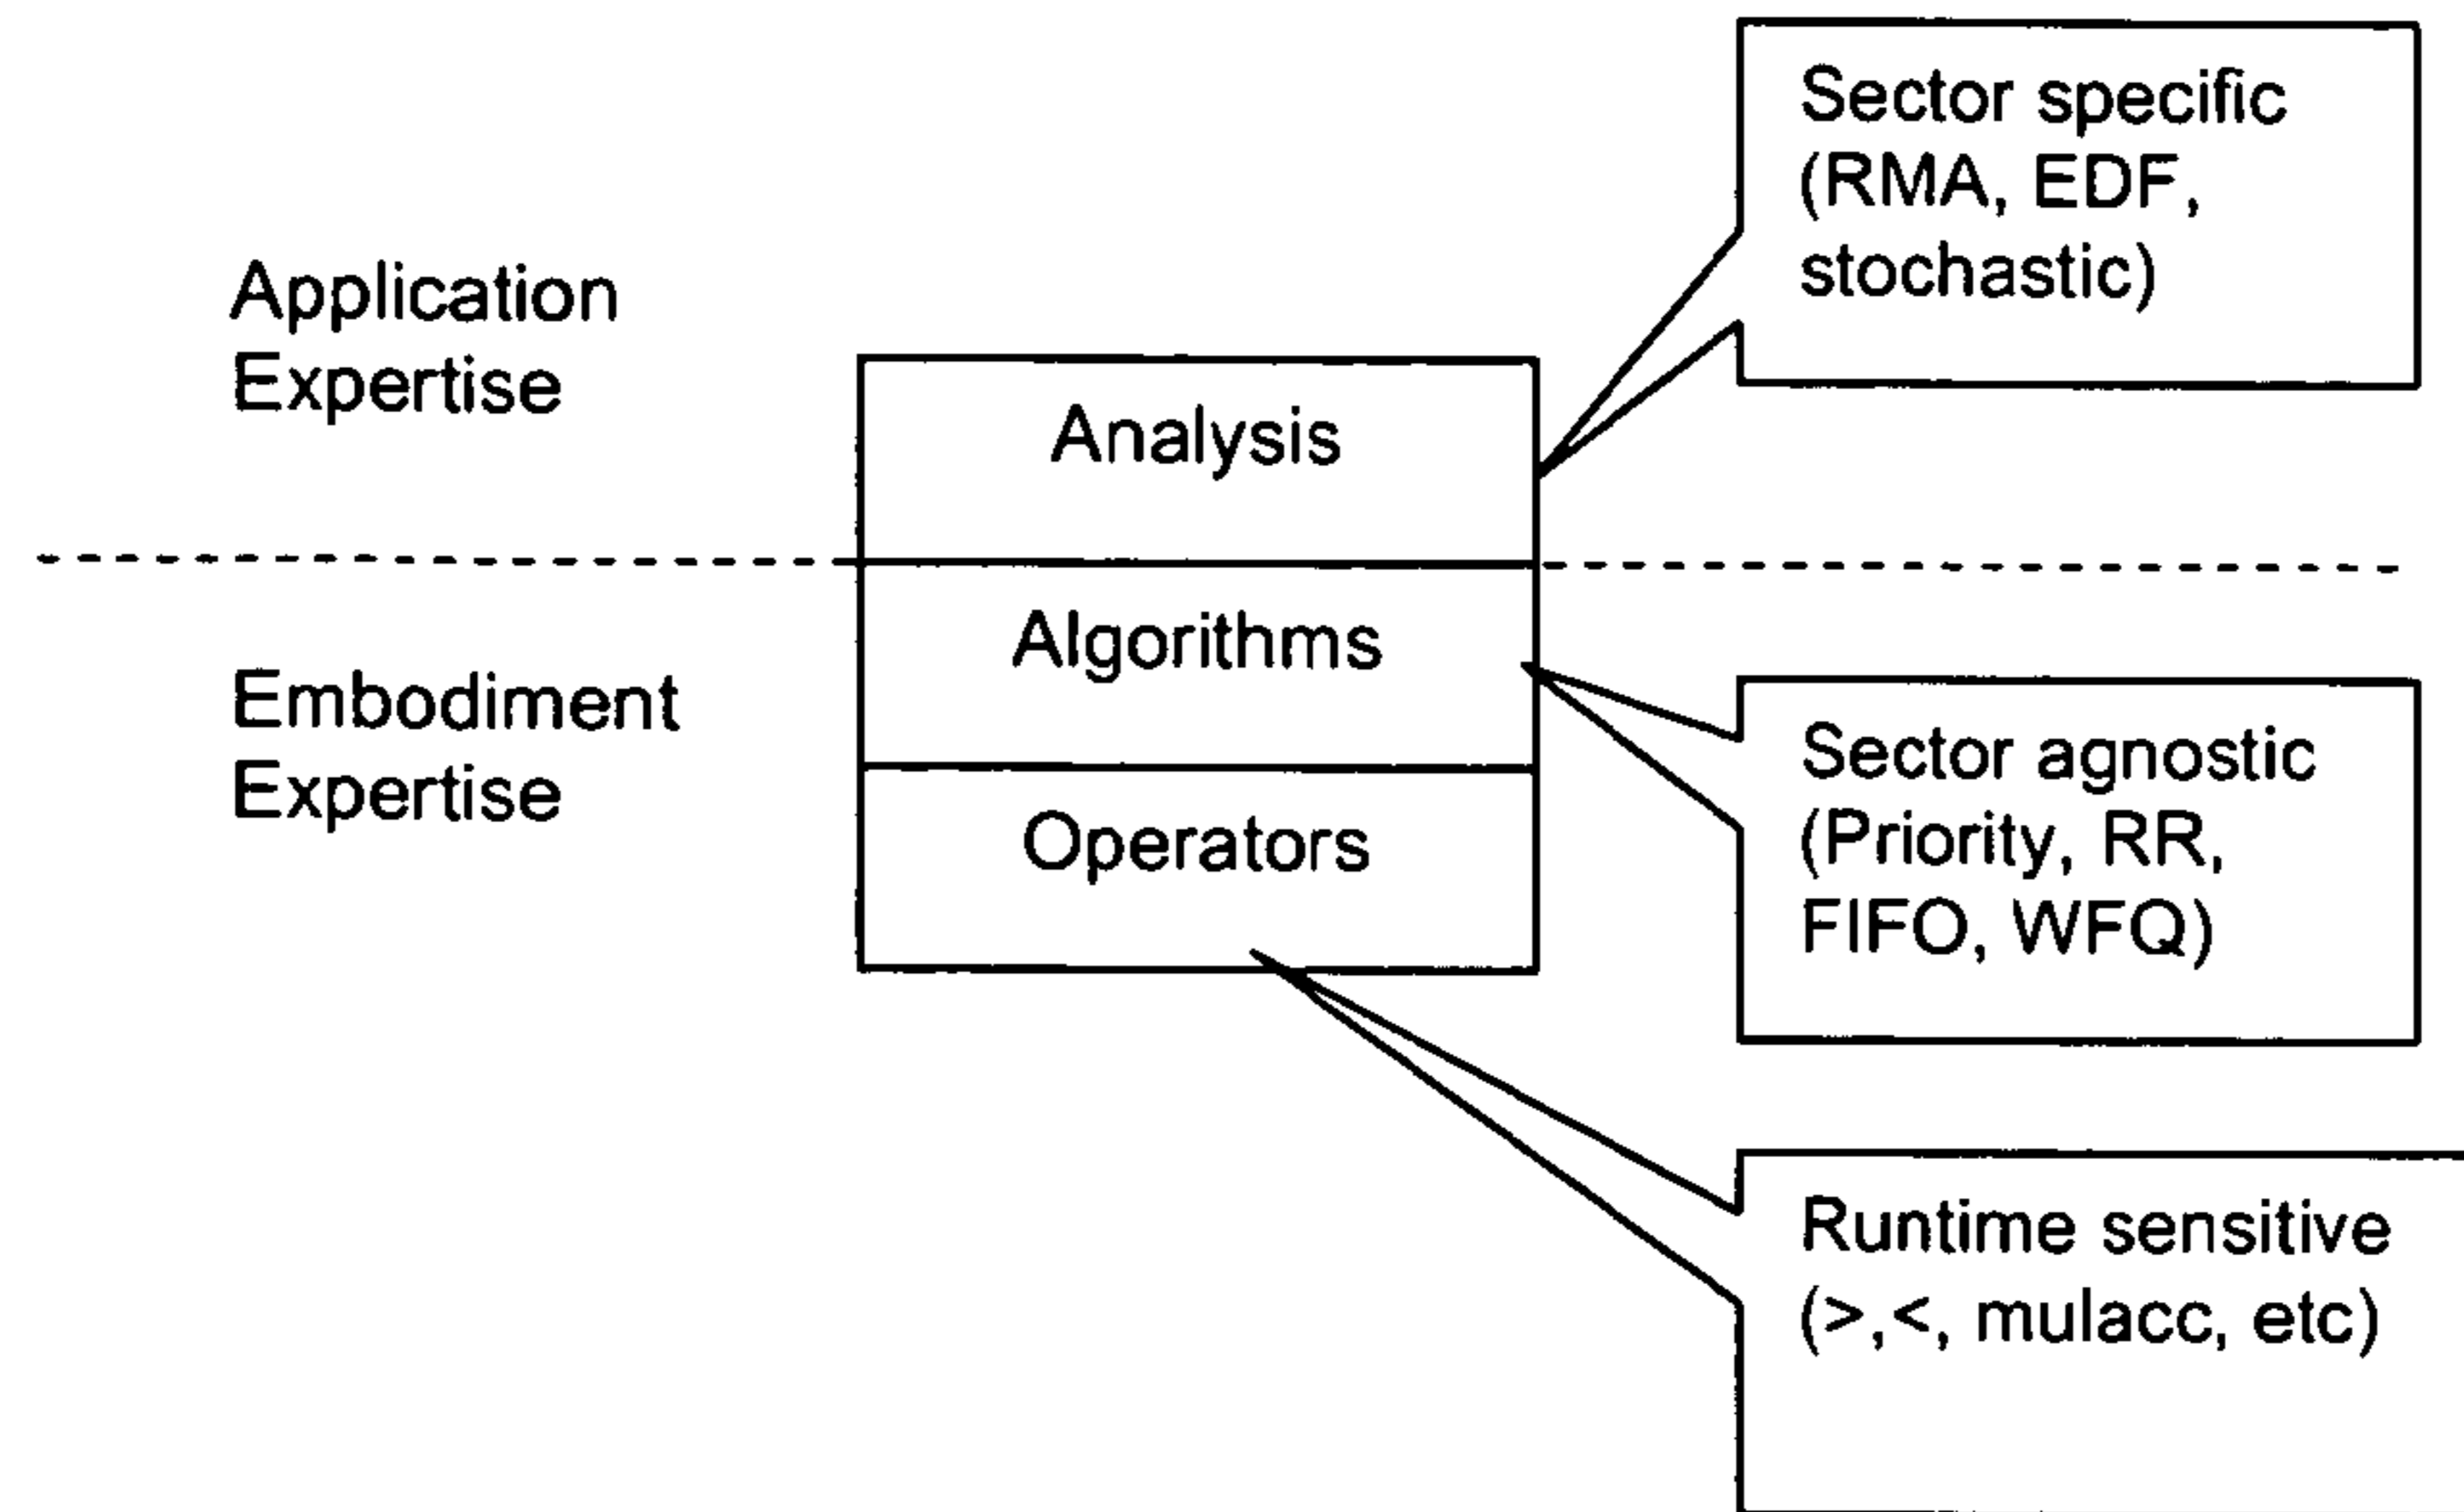 Sector specific
(RMA, EDF,
stochastic)
Application
Expertise
Analysis
Algorithms
Embodiment
Expertise
Sector agnostic
(Priority, RR,
FIFO, WFQ)
Operators
Runtime sensitive
(>,<, mulacc, etc)